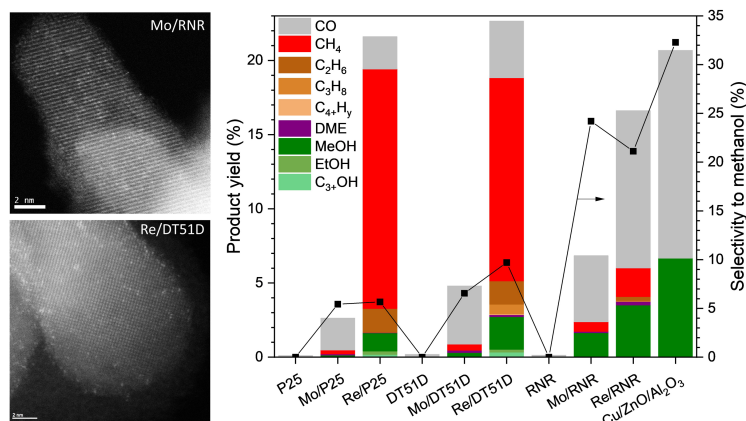 Mo/RNR
2 nm
Re/DT51D
2 nm
Product yield (%)
20
15
10
5
0
CO
CH₄
C₂H₆
C₃H₈
C₄₊Hᵧ
DME
MeOH
EtOH
C₃₊OH
35
30
25
20
15
10
5
0
Selectivity to methanol (%)
P25
Mo/P25
Re/P25
DT51D
Mo/DT51D
Re/DT51D
RNR
Mo/RNR
Re/RNR
Cu/ZnO/Al₂O₃